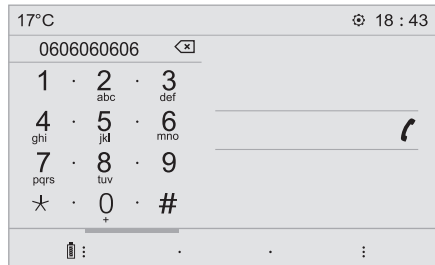 17°C 18 : 43
0606060606
1 · 2 · 3
abc def
4 · 5 · 6
ghi jkl mno
7 · 8 · 9
pqrs tuv
* · 0 · #
+